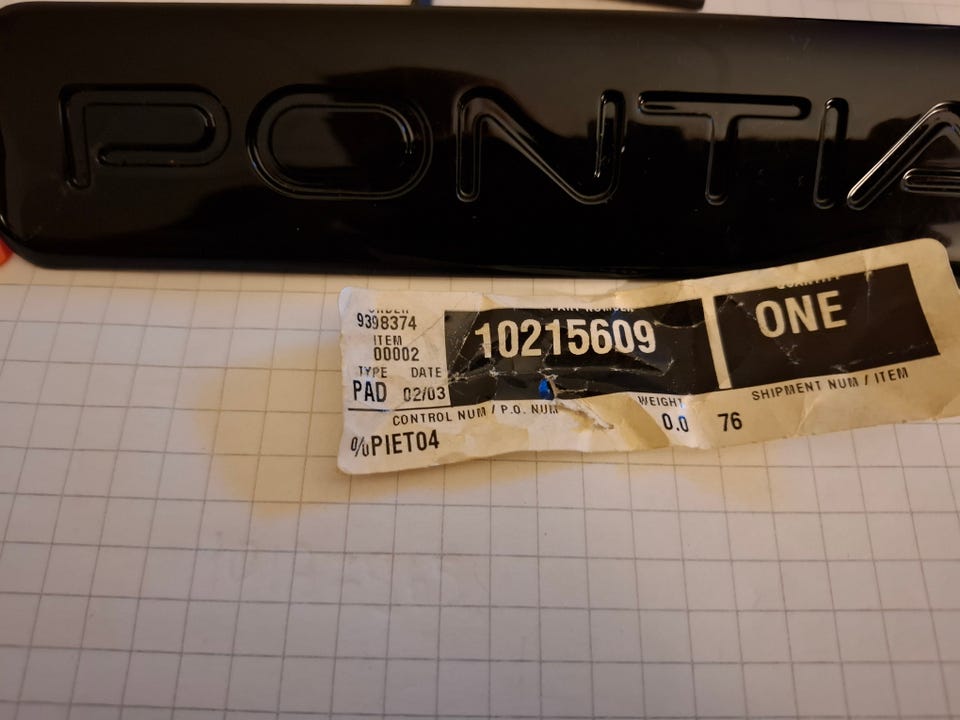 PONTIA
ORDER
9398374
ITEM
00002
TYPE DATE
PAD 02/03
PART NUMBER
10215609
QUANTITY
ONE
CONTROL NUM / P.O. NUM
%PIET04
WEIGHT
0.0
76
SHIPMENT NUM / ITEM